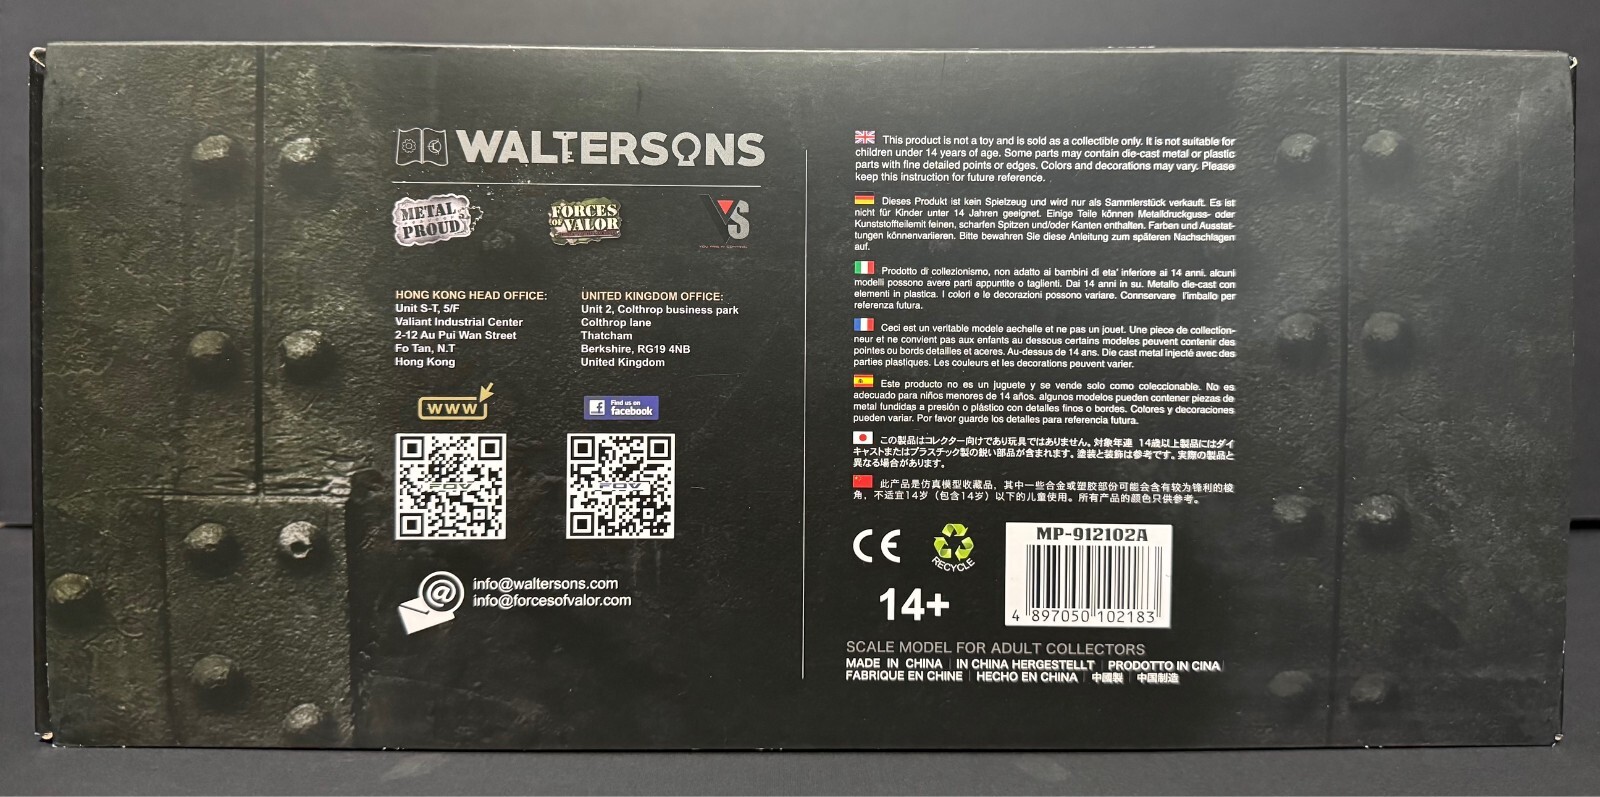 WALTERSONS
METAL PROUD
FORCES OF VALOR
VS
HONG KONG HEAD OFFICE:
Unit S-T, 5/F
Valiant Industrial Center
2-12 Au Pui Wan Street
Fo Tan, N.T
Hong Kong
UNITED KINGDOM OFFICE:
Unit 2, Colthrop business park
Colthrop lane
Thatcham
Berkshire, RG19 4NB
United Kingdom
www
Find us on
facebook
FOV
FOV
info@waltersons.com
info@forcesofvalor.com
This product is not a toy and is sold as a collectible only. It is not suitable for
children under 14 years of age. Some parts may contain die-cast metal or plastic
parts with fine detailed points or edges. Colors and decorations may vary. Please
keep this instruction for future reference.
Dieses Produkt ist kein Spielzeug und wird nur als Sammlerstück verkauft. Es ist
nicht für Kinder unter 14 Jahren geeignet. Einige Teile können Metalldruckguss- oder
Kunststoffteilemit feinen, scharfen Spitzen und/oder Kanten enthalten. Farben und Ausstat-
tungen könnenvariieren. Bitte bewahren Sie diese Anleitung zum späteren Nachschlagen
auf.
Prodotto di collezionismo, non adatto ai bambini di eta' inferiore ai 14 anni. alcuni
modelli possono avere parti appuntite o taglienti. Dai 14 anni in su. Metallo die-cast con
elementi in plastica. I colori e le decorazioni possono variare. Connservare l'imballo per
referenza futura.
Ceci est un veritable modele aechelle et ne pas un jouet. Une piece de collection-
neur et ne convient pas aux enfants au dessous certains modeles peuvent contenir des
pointes ou bords detailles et aceres. Au-dessus de 14 ans. Die cast metal injecté avec des
parties plastiques. Les couleurs et les decorations peuvent varier.
Este producto no es un juguete y se vende solo como coleccionable. No es
adecuado para niños menores de 14 años. algunos modelos pueden contener piezas de
metal fundidas a presión o plástico con detalles finos o bordes. Colores y decoraciones
pueden variar. Por favor guarde los detalles para referencia futura.
この製品はコレクター向けであり玩具ではありません。対象年連 14歳以上製品にはダイ
キャストまたはプラスチック製の鋭い部品が含まれます。塗装と装飾は参考です。実際の製品と
異なる場合があります。
此产品是仿真模型收藏品，其中一些合金或塑胶部份可能会含有较为锋利的梭
角，不适宜14岁（包含14岁）以下的儿童使用。所有产品的颜色只供参考。
CE
RECYCLE
14+
MP-912102A
4 897050 102183
SCALE MODEL FOR ADULT COLLECTORS
MADE IN CHINA | IN CHINA HERGESTELLT | PRODOTTO IN CINA
FABRIQUE EN CHINE | HECHO EN CHINA | 中國製 | 中国制造